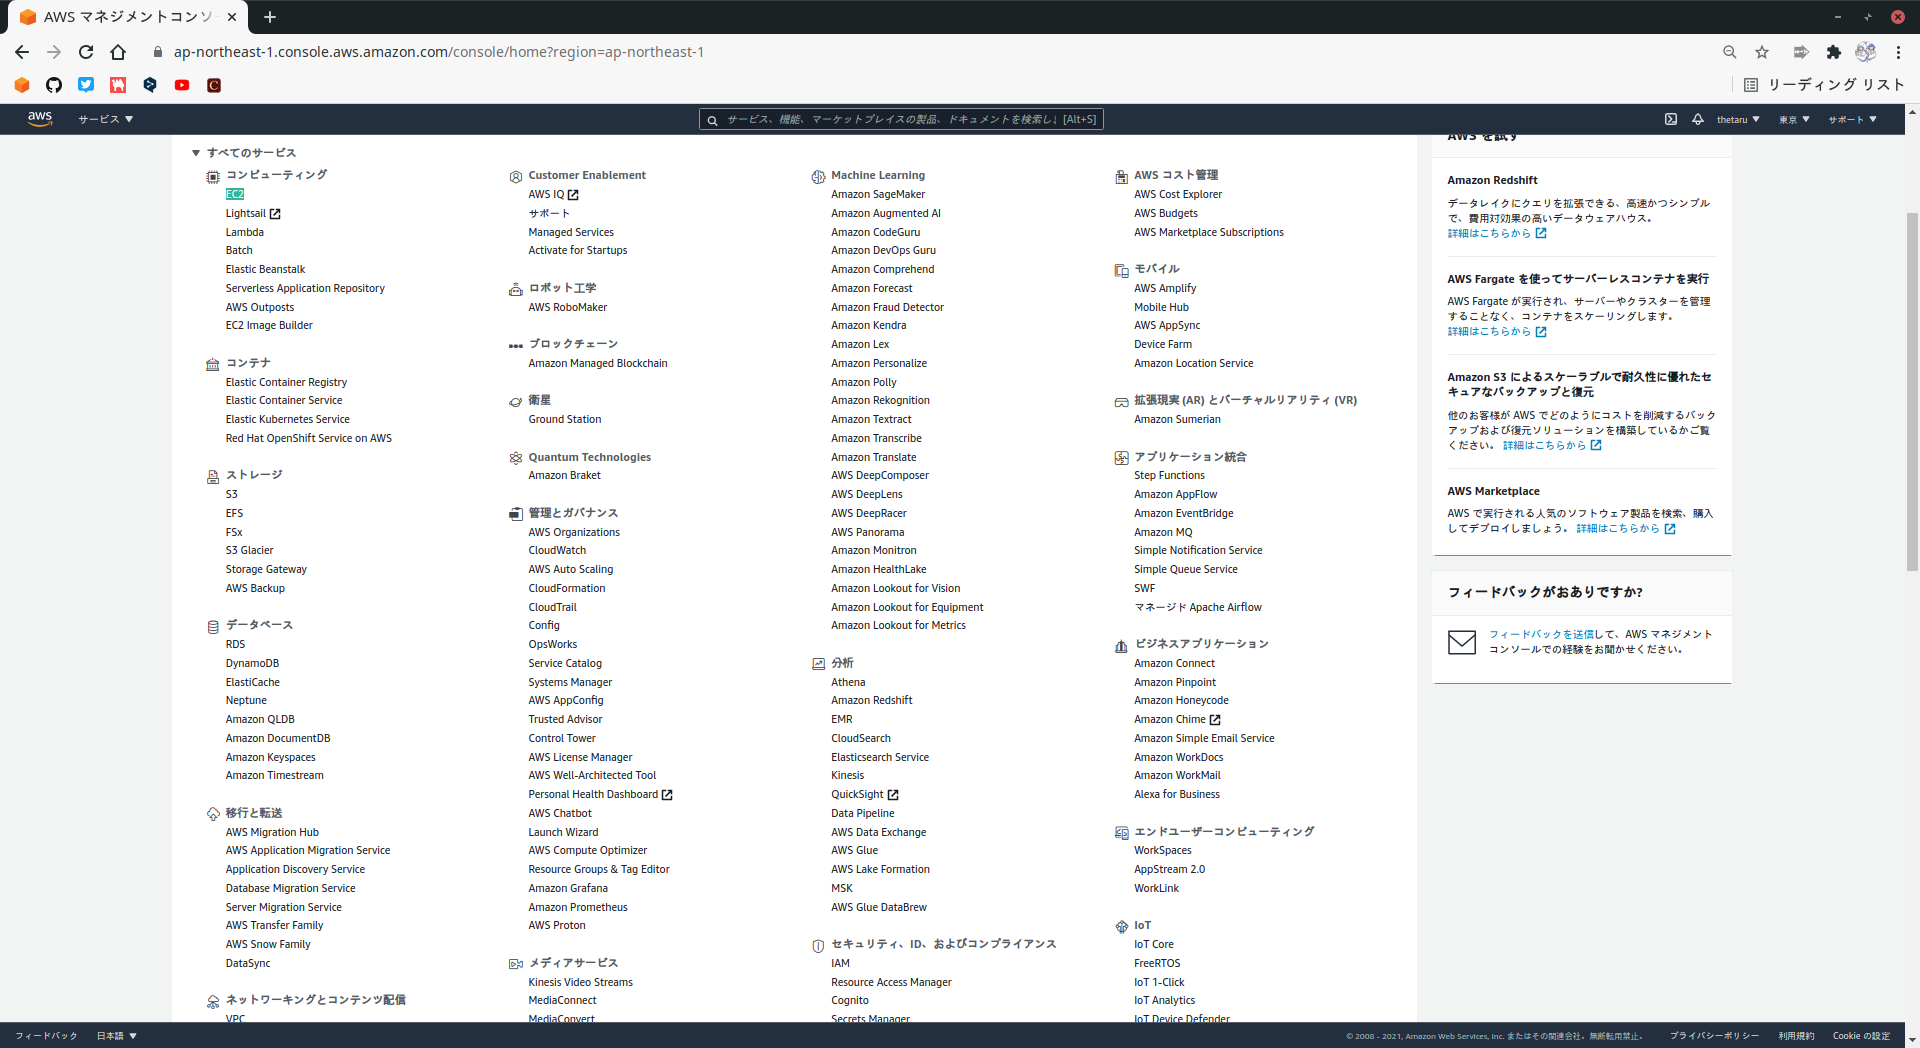 AWS マネジメントコンソ
ap-northeast-1.console.aws.amazon.com/console/home?region=ap-northeast-1
リーディング リスト
aws
サービス
サービス、機能、マーケットプレイスの製品、ドキュメントを検索しま [Alt+S]
thetaru
東京
サポート
すべてのサービス
コンピューティング
EC2
Lightsail
Lambda
Batch
Elastic Beanstalk
Serverless Application Repository
AWS Outposts
EC2 Image Builder
コンテナ
Elastic Container Registry
Elastic Container Service
Elastic Kubernetes Service
Red Hat OpenShift Service on AWS
ストレージ
S3
EFS
FSx
S3 Glacier
Storage Gateway
AWS Backup
データベース
RDS
DynamoDB
ElastiCache
Neptune
Amazon QLDB
Amazon DocumentDB
Amazon Keyspaces
Amazon Timestream
移行と転送
AWS Migration Hub
AWS Application Migration Service
Application Discovery Service
Database Migration Service
Server Migration Service
AWS Transfer Family
AWS Snow Family
DataSync
ネットワーキングとコンテンツ配信
VPC
Customer Enablement
AWS IQ
サポート
Managed Services
Activate for Startups
ロボット工学
AWS RoboMaker
ブロックチェーン
Amazon Managed Blockchain
衛星
Ground Station
Quantum Technologies
Amazon Braket
管理とガバナンス
AWS Organizations
CloudWatch
AWS Auto Scaling
CloudFormation
CloudTrail
Config
OpsWorks
Service Catalog
Systems Manager
AWS AppConfig
Trusted Advisor
Control Tower
AWS License Manager
AWS Well-Architected Tool
Personal Health Dashboard
AWS Chatbot
Launch Wizard
AWS Compute Optimizer
Resource Groups & Tag Editor
Amazon Grafana
Amazon Prometheus
AWS Proton
メディアサービス
Kinesis Video Streams
MediaConnect
MediaConvert
Machine Learning
Amazon SageMaker
Amazon Augmented AI
Amazon CodeGuru
Amazon DevOps Guru
Amazon Comprehend
Amazon Forecast
Amazon Fraud Detector
Amazon Kendra
Amazon Lex
Amazon Personalize
Amazon Polly
Amazon Rekognition
Amazon Textract
Amazon Transcribe
Amazon Translate
AWS DeepComposer
AWS DeepLens
AWS DeepRacer
AWS Panorama
Amazon Monitron
Amazon HealthLake
Amazon Lookout for Vision
Amazon Lookout for Equipment
Amazon Lookout for Metrics
分析
Athena
Amazon Redshift
EMR
CloudSearch
Elasticsearch Service
Kinesis
QuickSight
Data Pipeline
AWS Data Exchange
AWS Glue
AWS Lake Formation
MSK
AWS Glue DataBrew
セキュリティ、ID、およびコンプライアンス
IAM
Resource Access Manager
Cognito
Secrets Manager
AWS コスト管理
AWS Cost Explorer
AWS Budgets
AWS Marketplace Subscriptions
モバイル
AWS Amplify
Mobile Hub
AWS AppSync
Device Farm
Amazon Location Service
拡張現実 (AR) とバーチャルリアリティ (VR)
Amazon Sumerian
アプリケーション統合
Step Functions
Amazon AppFlow
Amazon EventBridge
Amazon MQ
Simple Notification Service
Simple Queue Service
SWF
マネージド Apache Airflow
ビジネスアプリケーション
Amazon Connect
Amazon Pinpoint
Amazon Honeycode
Amazon Chime
Amazon Simple Email Service
Amazon WorkDocs
Amazon WorkMail
Alexa for Business
エンドユーザーコンピューティング
WorkSpaces
AppStream 2.0
WorkLink
IoT
IoT Core
FreeRTOS
IoT 1-Click
IoT Analytics
IoT Device Defender
AWS を試す
Amazon Redshift
データレイクにクエリを拡張できる、高速かつシンプル
で、費用対効果の高いデータウェアハウス。
詳細はこちらから
AWS Fargate を使ってサーバーレスコンテナを実行
AWS Fargate が実行され、サーバーやクラスターを管理
することなく、コンテナをスケーリングします。
詳細はこちらから
Amazon S3 によるスケーラブルで耐久性に優れたセ
キュアなバックアップと復元
他のお客様が AWS でどのようにコストを削減するバック
アップおよび復元ソリューションを構築しているかご覧
ください。 詳細はこちらから
AWS Marketplace
AWS で実行される人気のソフトウェア製品を検索、購入
してデプロイしましょう。 詳細はこちらから
フィードバックがおありですか?
フィードバックを送信して、AWS マネジメント
コンソールでの経験をお聞かせください。
フィードバック
日本語
© 2008 - 2021, Amazon Web Services, Inc. またはその関連会社。無断転用禁止。
プライバシーポリシー
利用規約
Cookie の設定